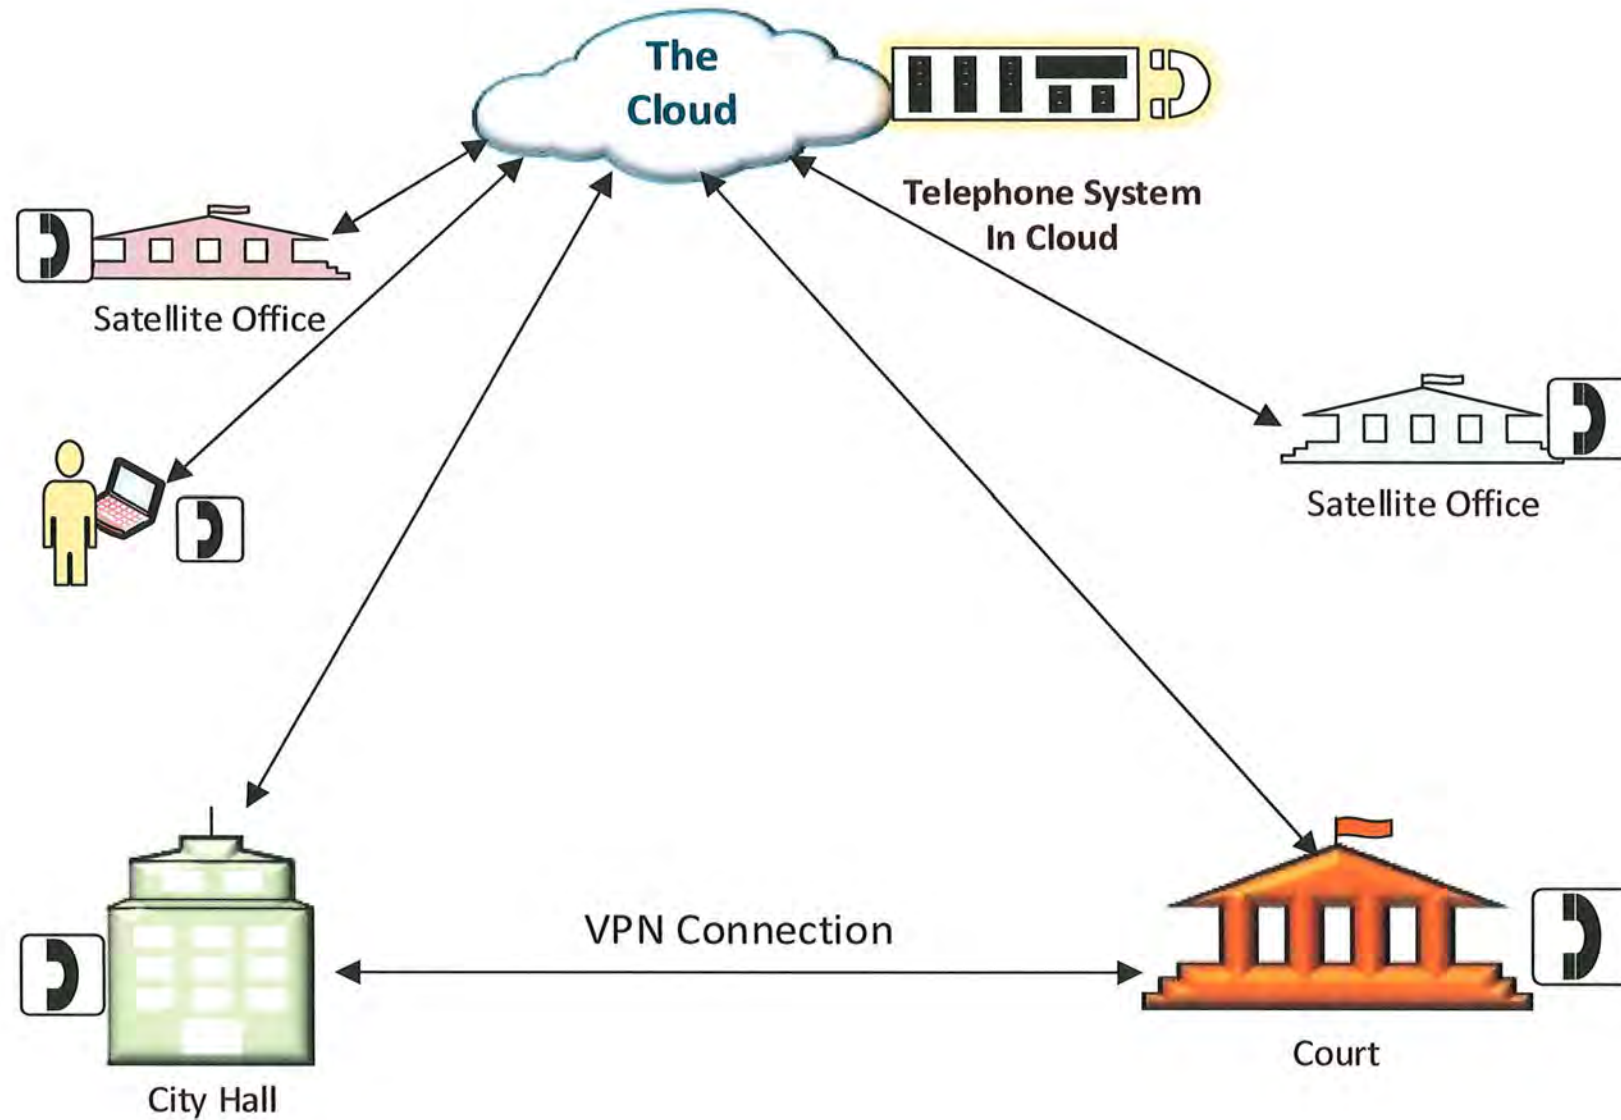 The
Cloud
Telephone System
In Cloud
Satellite Office
Satellite Office
VPN Connection
Court
City Hall